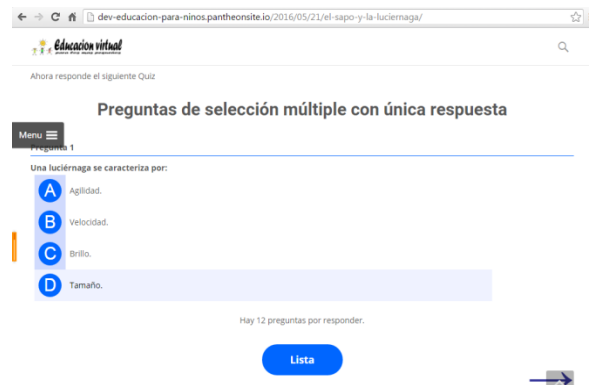 dev-educacion-para-ninos.pantheonsite.io/2016/05/21/el-sapo-y-la-luciernaga/
Educacion virtual
Ahora responde el siguiente Quiz
Preguntas de selección múltiple con única respuesta
Menu
Pregunta 1
Una luciérnaga se caracteriza por:
A Agilidad.
B Velocidad.
C Brillo.
D Tamaño.
Hay 12 preguntas por responder.
Lista